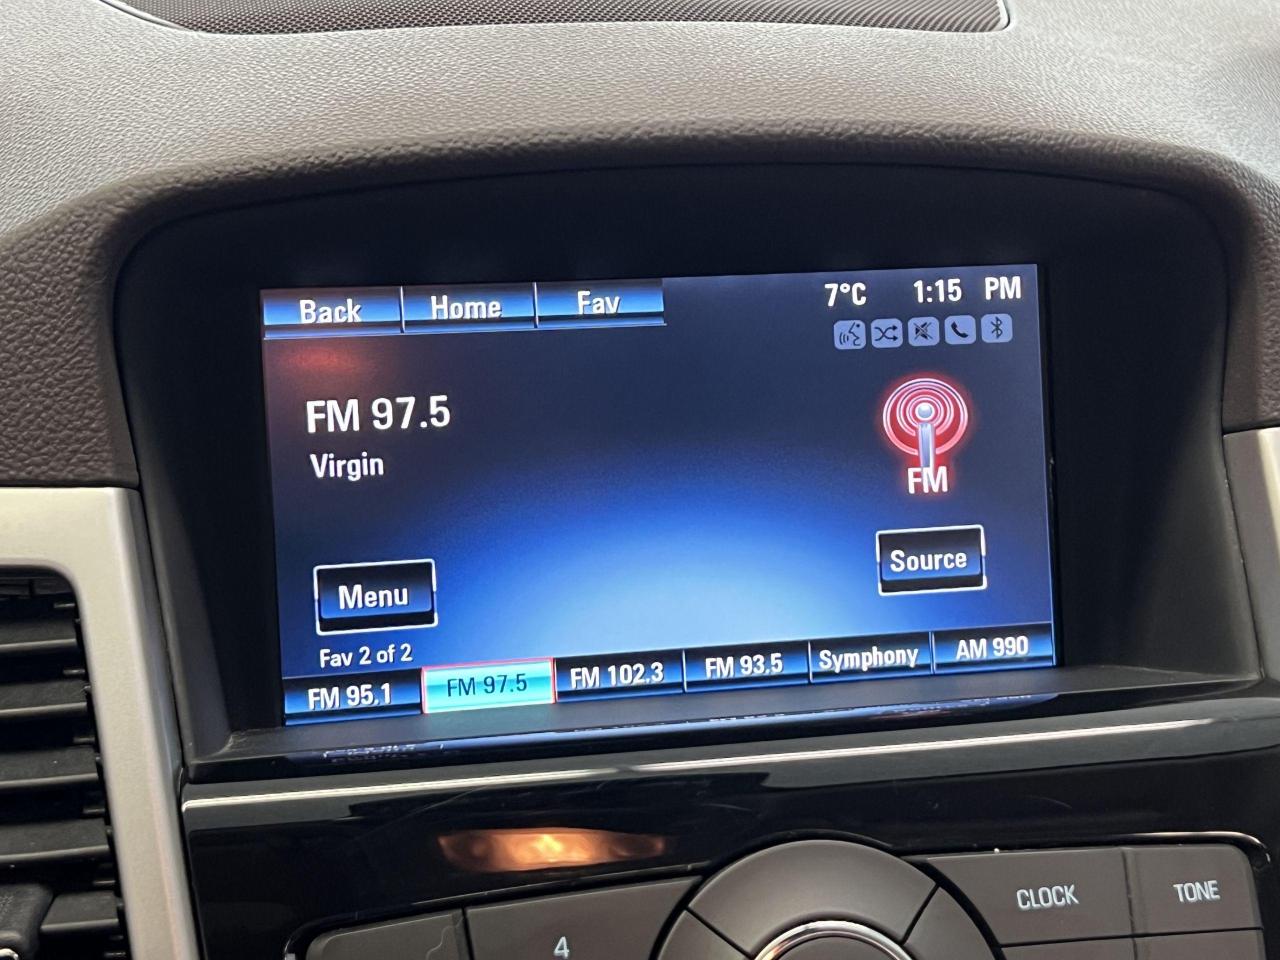 Back Home Fav
7°C 1:15 PM
FM 97.5
Virgin
FM
Source
Menu
Fav 2 of 2
FM 95.1 FM 97.5 FM 102.3 FM 93.5 Symphony AM 990
CLOCK TONE
4